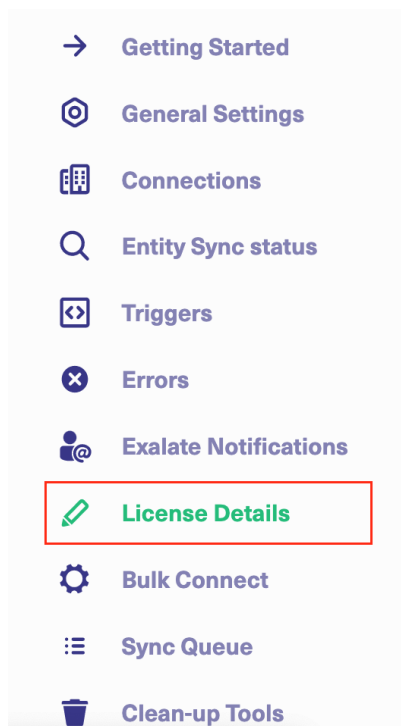 Getting Started
General Settings
Connections
Entity Sync status
Triggers
Errors
Exalate Notifications
License Details
Bulk Connect
Sync Queue
Clean-up Tools